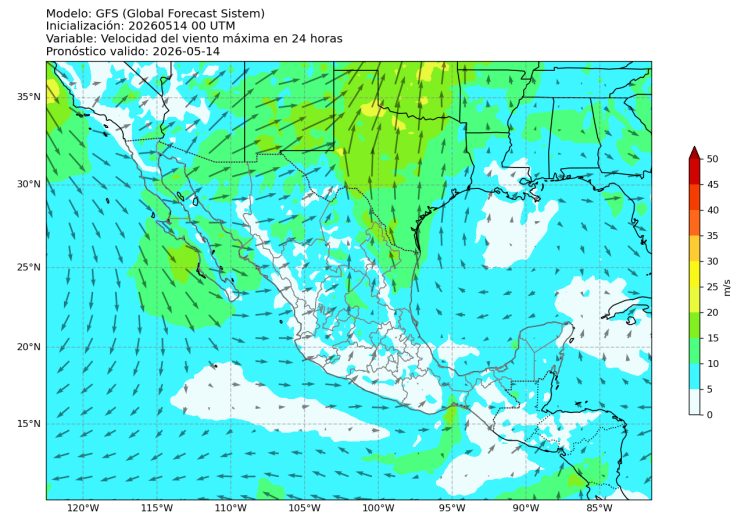 Modelo: GFS (Global Forecast Sistem)
Inicialización: 20260514 00 UTM
Variable: Velocidad del viento máxima en 24 horas
Pronóstico valido: 2026-05-14
35°N
30°N
25°N
20°N
15°N
120°W 115°W 110°W 105°W 100°W 95°W 90°W 85°W
50
45
40
35
30
25
20
15
10
5
0
m/s